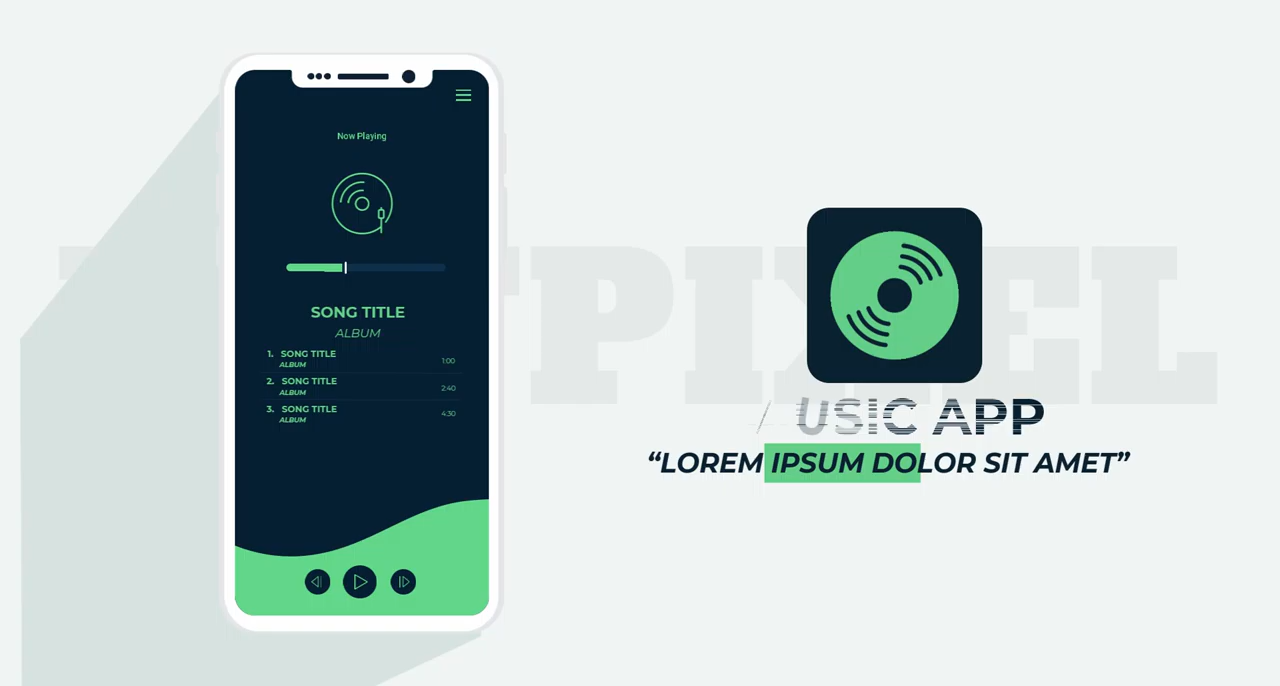 Now Playing
SONG TITLE
ALBUM
1. SONG TITLE 1:00
ALBUM
2. SONG TITLE 2:40
ALBUM
3. SONG TITLE 4:30
ALBUM
USIC APP
“LOREM IPSUM DOLOR SIT AMET”